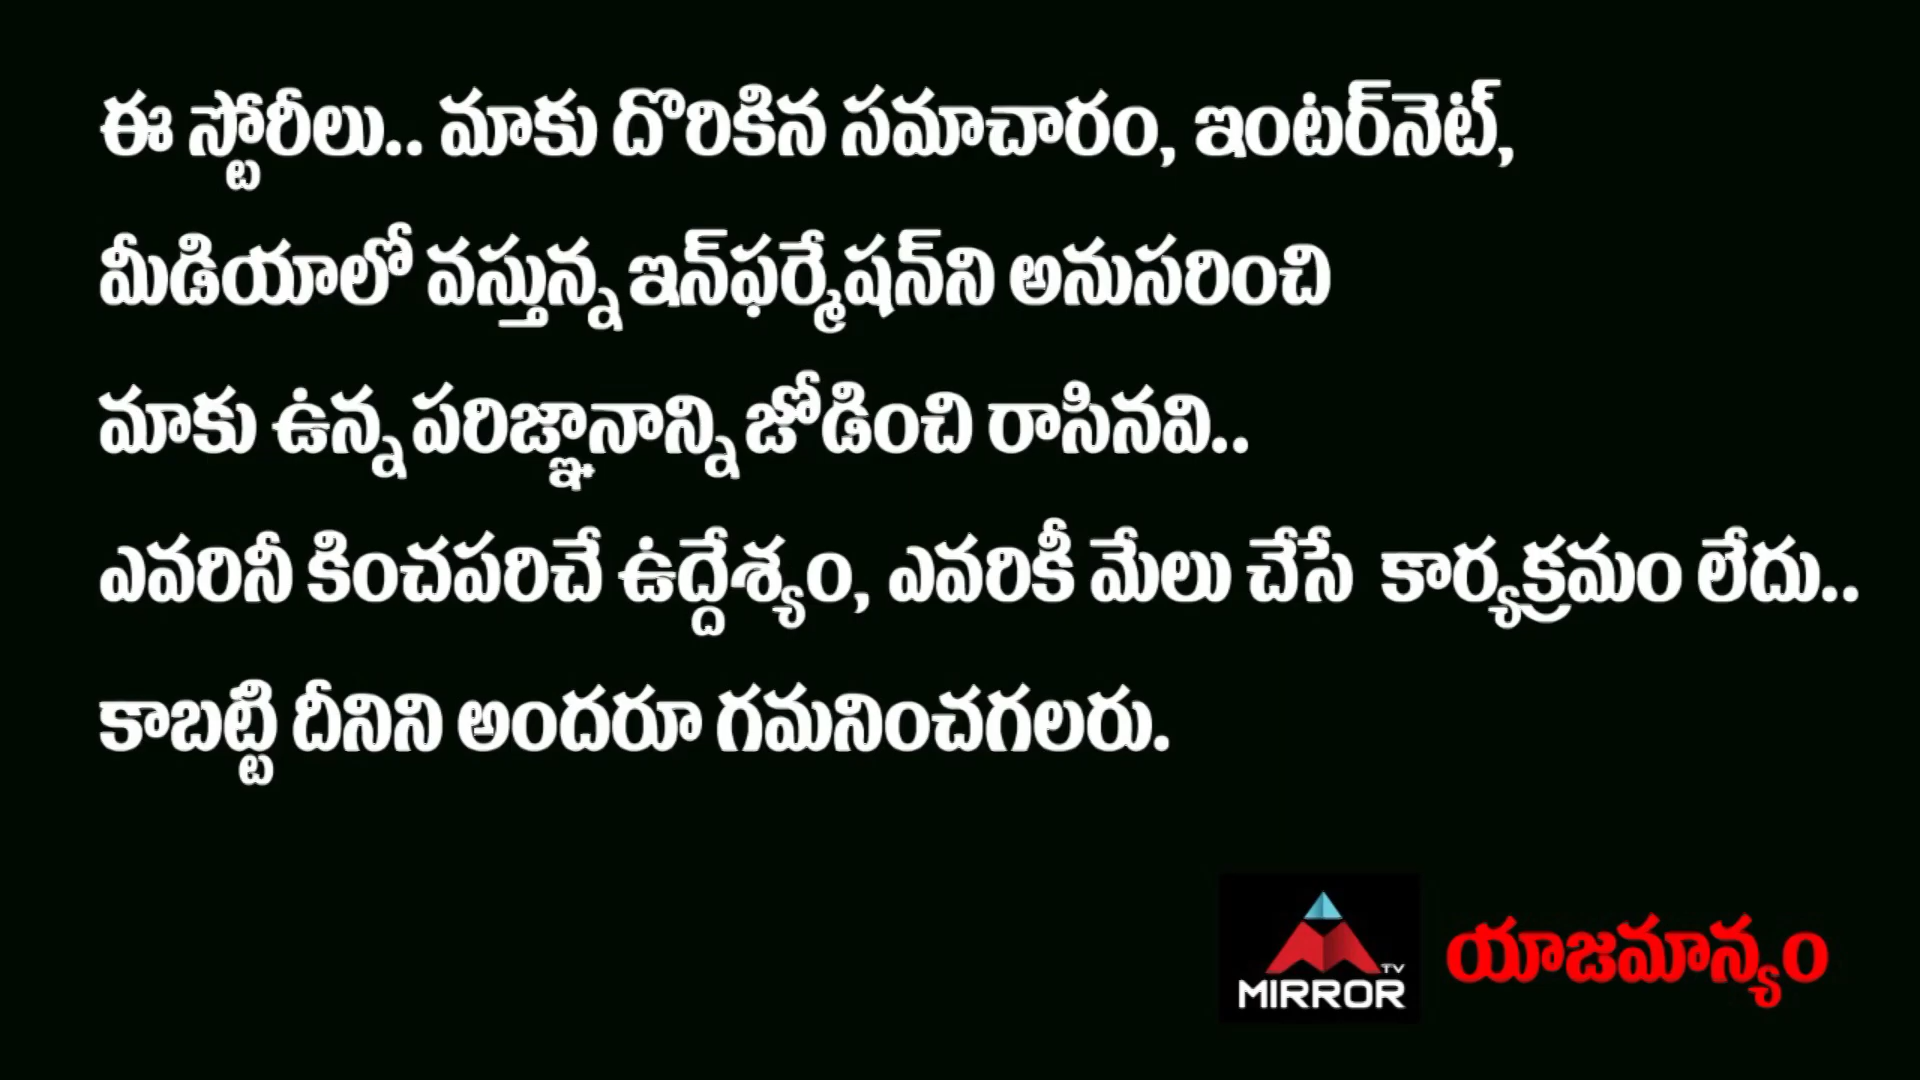 ఈ స్టోరీలు.. మాకు దొరికిన సమాచారం, ఇంటర్‌నెట్,
మీడియాలో వస్తున్న ఇన్‌ఫర్మేషన్‌ని అనుసరించి
మాకు ఉన్న పరిజ్ఞానాన్ని జోడించి రాసినవి..
ఎవరినీ కించపరిచే ఉద్దేశ్యం, ఎవరికీ మేలు చేసే కార్యక్రమం లేదు..
కాబట్టి దీనిని అందరూ గమనించగలరు.
TV
MIRROR
యాజమాన్యం